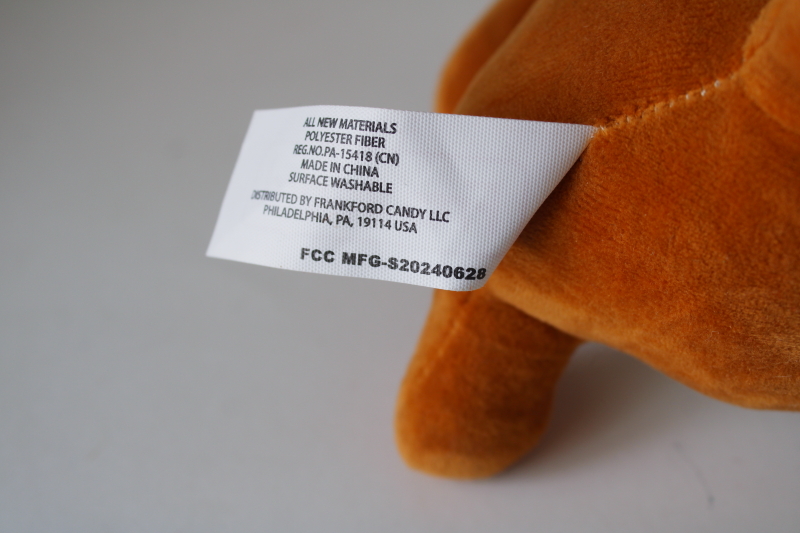 ALL NEW MATERIALS
POLYESTER FIBER
REG.NO.PA-15418 (CN)
MADE IN CHINA
SURFACE WASHABLE
DISTRIBUTED BY FRANKFORD CANDY LLC
PHILADELPHIA, PA, 19114 USA
FCC MFG-S20240628